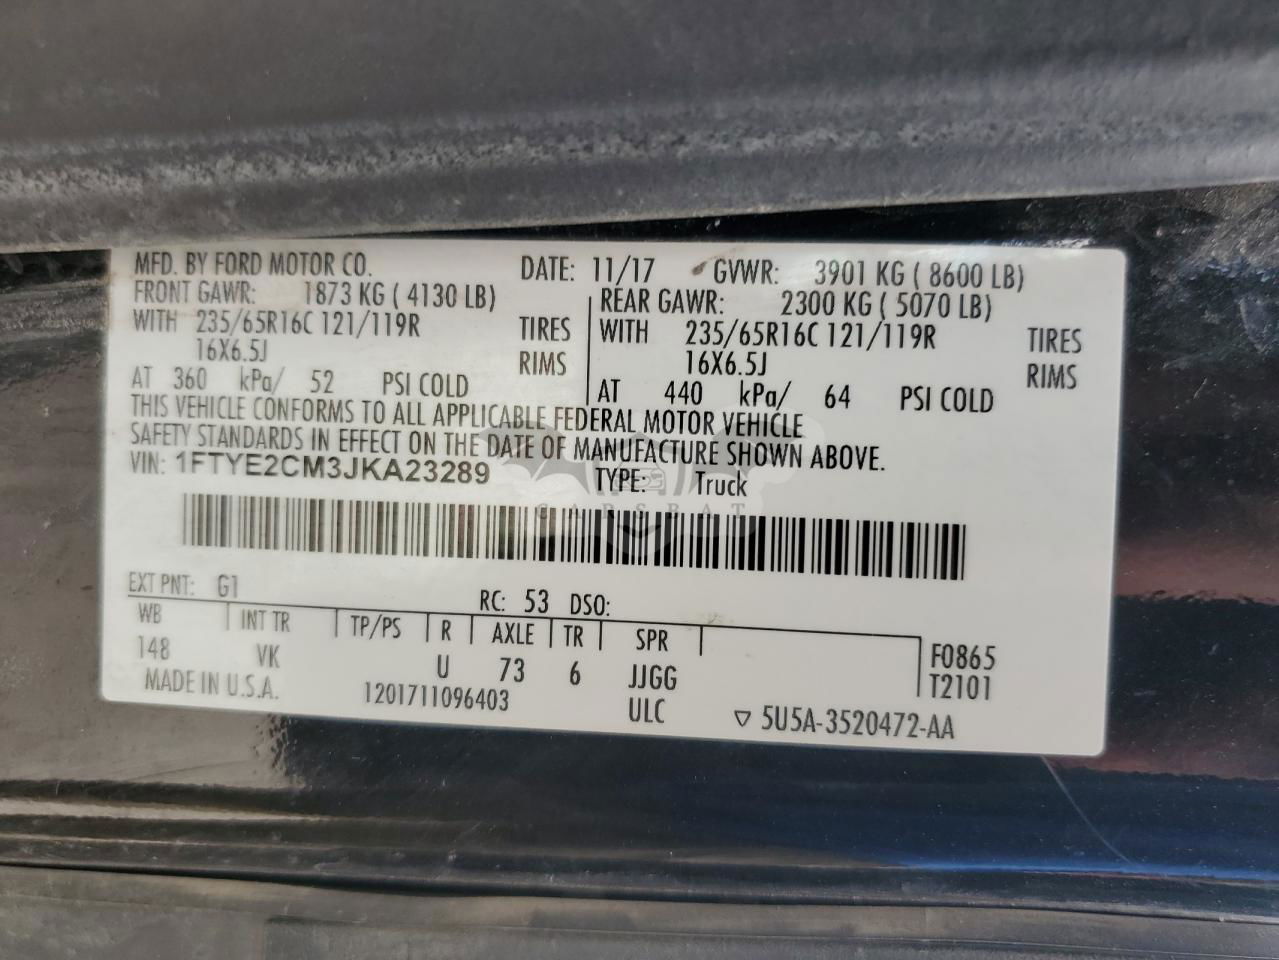 MFD. BY FORD MOTOR CO. DATE: 11/17 GVWR: 3901 KG ( 8600 LB)
FRONT GAWR: 1873 KG ( 4130 LB) REAR GAWR: 2300 KG ( 5070 LB)
WITH 235/65R16C 121/119R TIRES WITH 235/65R16C 121/119R TIRES
16X6.5J RIMS 16X6.5J RIMS
AT 360 kPa/ 52 PSI COLD AT 440 kPa/ 64 PSI COLD
THIS VEHICLE CONFORMS TO ALL APPLICABLE FEDERAL MOTOR VEHICLE
SAFETY STANDARDS IN EFFECT ON THE DATE OF MANUFACTURE SHOWN ABOVE.
VIN: 1FTYE2CM3JKA23289 TYPE: Truck
CARSBAT
EXT PNT: G1 RC: 53 DSO:
WB INT TR TP/PS R AXLE TR SPR F0865
148 VK U 73 6 JJGG T2101
MADE IN U.S.A. 1201711096403 ULC ▽ 5U5A-3520472-AA